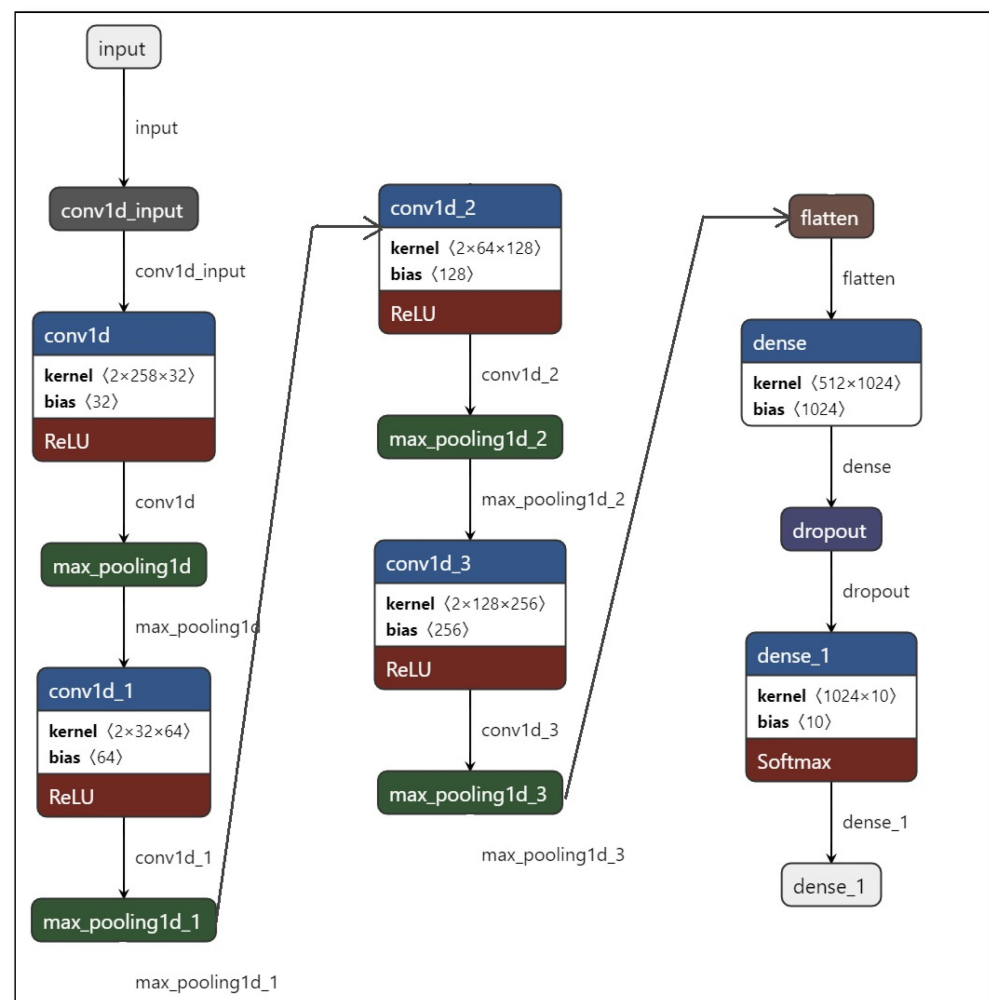 input
input
conv1d_input
conv1d_input
conv1d
kernel ⟨2×258×32⟩
bias ⟨32⟩
ReLU
conv1d
max_pooling1d
max_pooling1d
conv1d_1
kernel ⟨2×32×64⟩
bias ⟨64⟩
ReLU
conv1d_1
max_pooling1d_1
max_pooling1d_1
conv1d_2
kernel ⟨2×64×128⟩
bias ⟨128⟩
ReLU
conv1d_2
max_pooling1d_2
max_pooling1d_2
conv1d_3
kernel ⟨2×128×256⟩
bias ⟨256⟩
ReLU
conv1d_3
max_pooling1d_3
max_pooling1d_3
flatten
flatten
dense
kernel ⟨512×1024⟩
bias ⟨1024⟩
dense
dropout
dropout
dense_1
kernel ⟨1024×10⟩
bias ⟨10⟩
Softmax
dense_1
dense_1